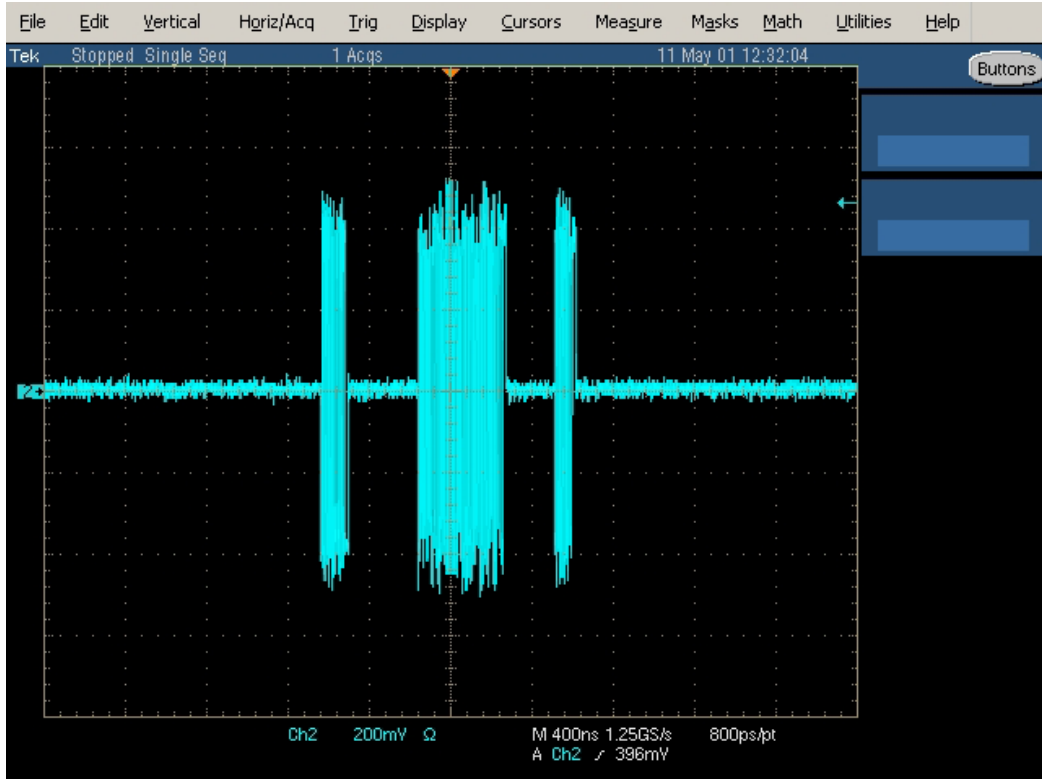 File Edit Vertical Horiz/Acq Trig Display Cursors Measure Masks Math Utilities Help
Tek Stopped Single Seq 1 Acqs 11 May 01 12:32:04 Buttons
2
Ch2 200mV Ω M 400ns 1.25GS/s 800ps/pt
A Ch2 396mV